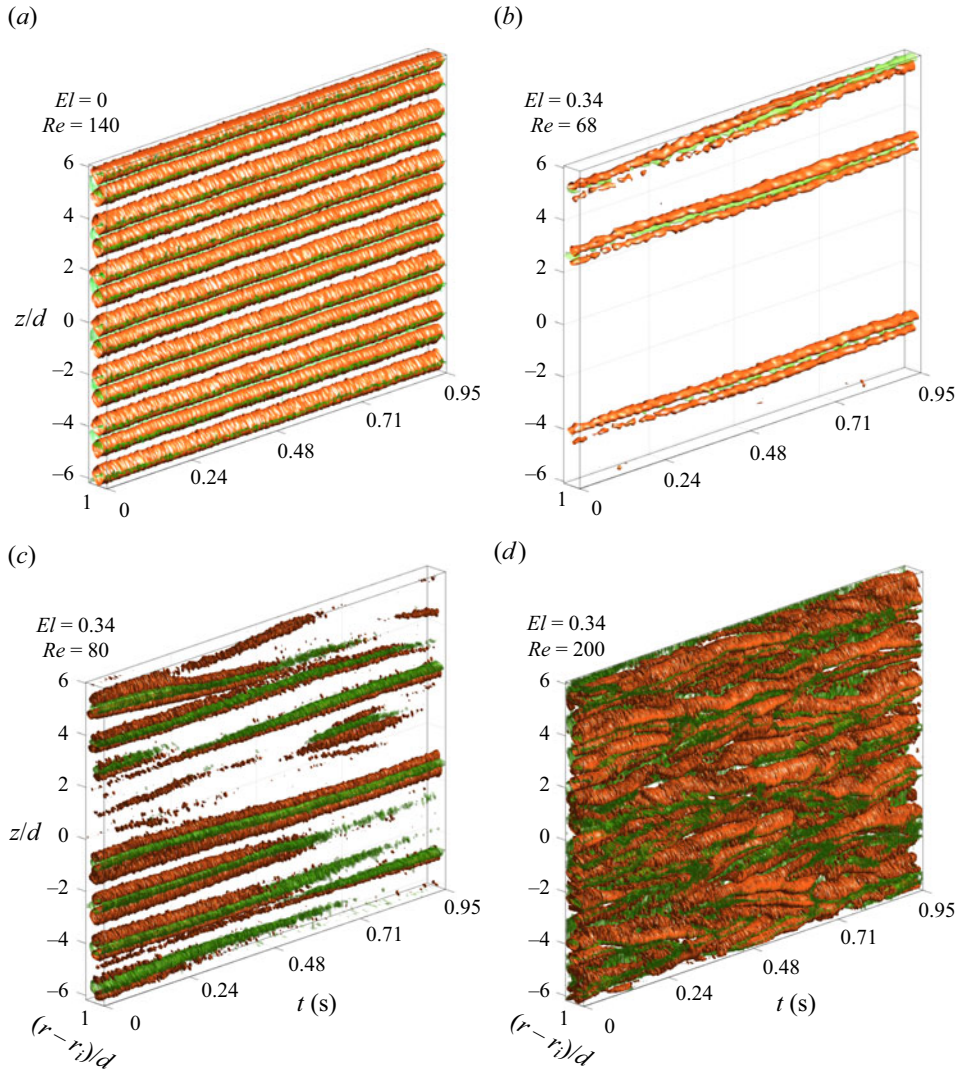 (a)
El = 0
Re = 140
6
4
2
0
–2
–4
–6
z/d
1
0
0.24
0.48
0.71
0.95
(b)
El = 0.34
Re = 68
6
4
2
0
–2
–4
–6
1
0
0.24
0.48
0.71
0.95
(c)
El = 0.34
Re = 80
6
4
2
0
–2
–4
–6
z/d
1
0
0.24
0.48
0.71
0.95
(r – r_i)/d
t (s)
(d)
El = 0.34
Re = 200
6
4
2
0
–2
–4
–6
1
0
0.24
0.48
0.71
0.95
(r – r_i)/d
t (s)